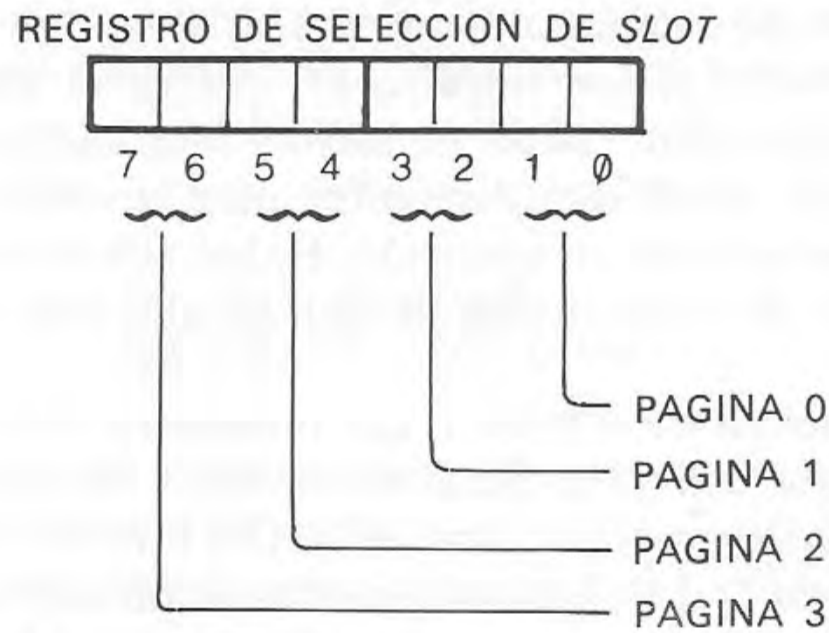 REGISTRO DE SELECCION DE SLOT
7 6 5 4 3 2 1 0
PAGINA 0
PAGINA 1
PAGINA 2
PAGINA 3